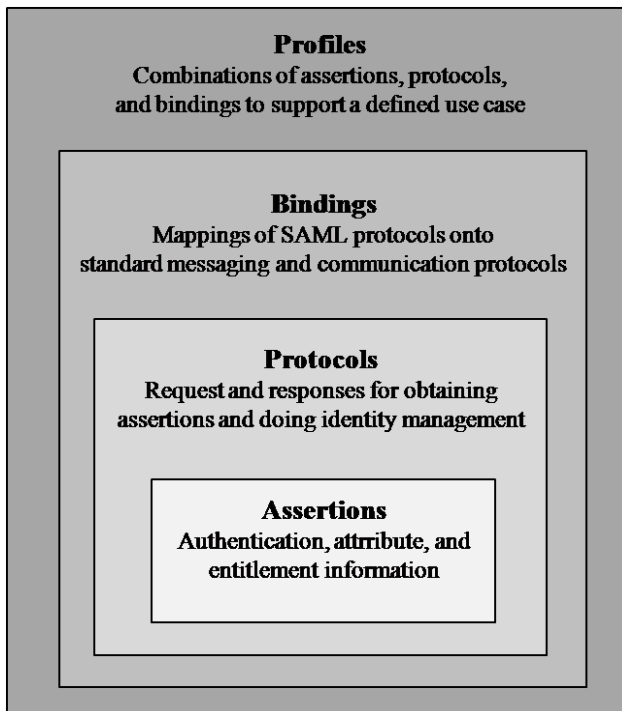 Profiles
Combinations of assertions, protocols,
and bindings to support a defined use case
Bindings
Mappings of SAML protocols onto
standard messaging and communication protocols
Protocols
Request and responses for obtaining
assertions and doing identity management
Assertions
Authentication, attrribute, and
entitlement information